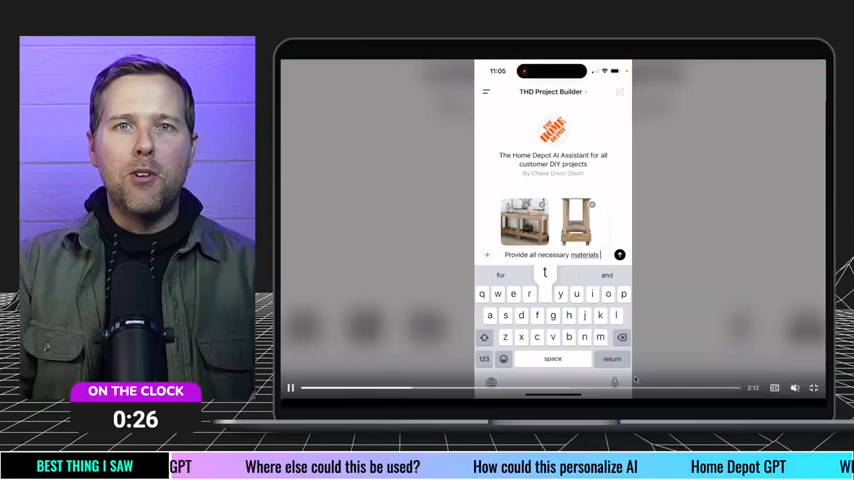 11:05
THD Project Builder
THE
HOME
DEPOT
The Home Depot AI Assistant for all
customer DIY projects
By Chase Dixon Olson
Provide all necessary materials
for
t
and
q w e r y u i o p
a s d f g h j k l
z x c v b n m
123
space
return
2:12
ON THE CLOCK
0:26
BEST THING I SAW
GPT
Where else could this be used?
How could this personalize AI
Home Depot GPT